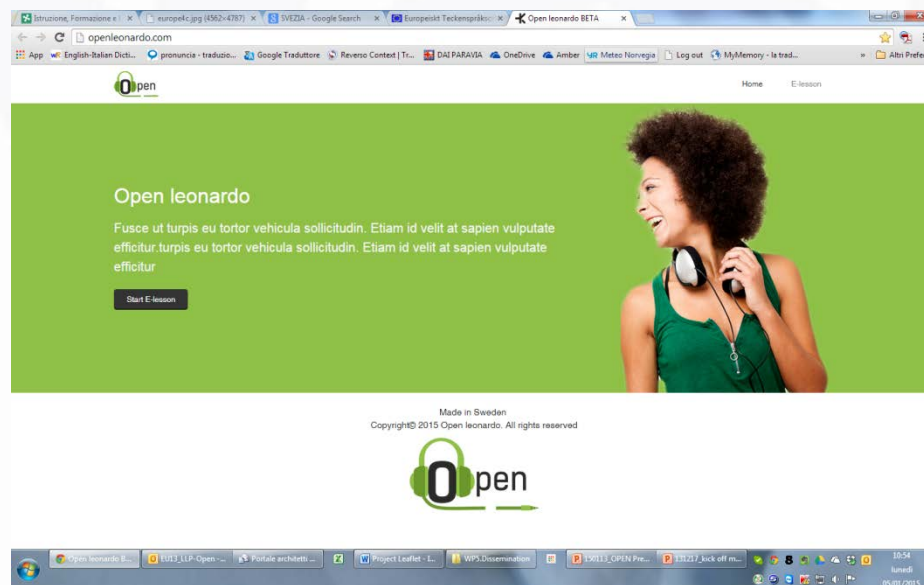 Istruzione, Formazione e l
europelic.jpg (4562×4787)
SVEZIA - Google Search
Europeiskt Teckenspråksc
Open leonardo BETA
openleonardo.com
App
English-Italian Dicti...
pronuncia - traduzio...
Google Traduttore
Reverso Context | Tr...
DAI PARAVIA
OneDrive
Amber
YR Meteo Norvegia
Log out
MyMemory - la trad...
»
Altri Prefe
Open
Home
E-lesson
Open leonardo
Fusce ut turpis eu tortor vehicula sollicitudin. Etiam id velit at sapien vulputate
efficitur.turpis eu tortor vehicula sollicitudin. Etiam id velit at sapien vulputate
efficitur
Start E-lesson
Made in Sweden
Copyright© 2015 Open leonardo. All rights reserved
Open
Open leonardo B...
EU13_LLP-Open -...
Portale architetti ...
Project Leaflet - L...
WP5.Dissemination
150113_OPEN Pre...
131217_kick off m...
10:54
lunedì